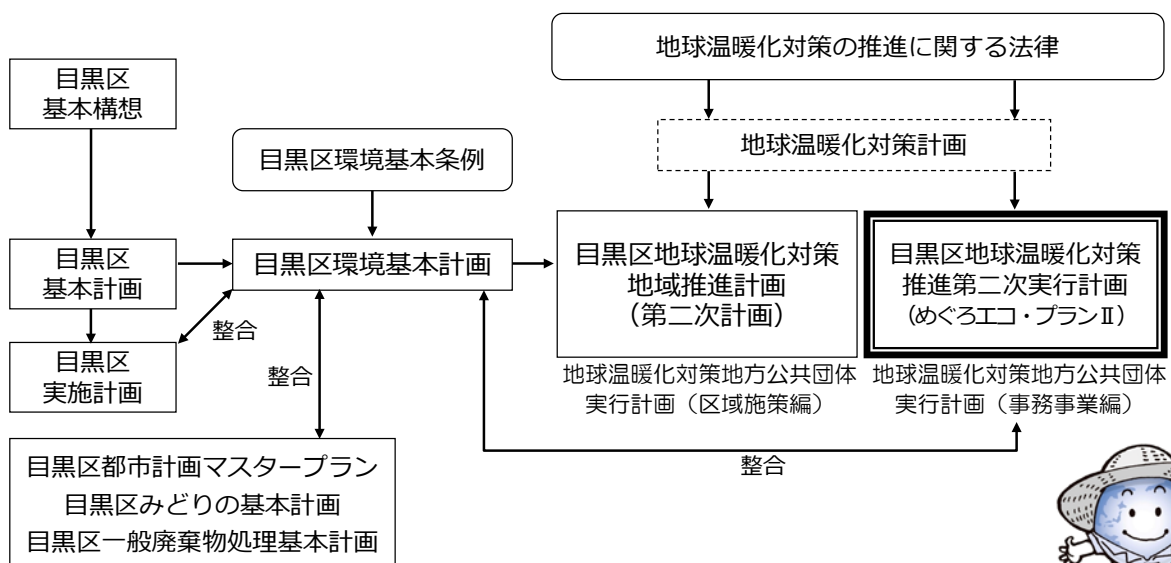 地球温暖化対策の推進に関する法律
目黒区
基本構想
地球温暖化対策計画
目黒区環境基本条例
目黒区
基本計画
目黒区環境基本計画
目黒区地球温暖化対策
地域推進計画
（第二次計画）
目黒区地球温暖化対策
推進第二次実行計画
（めぐろエコ・プランⅡ）
整合
目黒区
実施計画
整合
地球温暖化対策地方公共団体
実行計画（区域施策編）
地球温暖化対策地方公共団体
実行計画（事務事業編）
整合
目黒区都市計画マスタープラン
目黒区みどりの基本計画
目黒区一般廃棄物処理基本計画